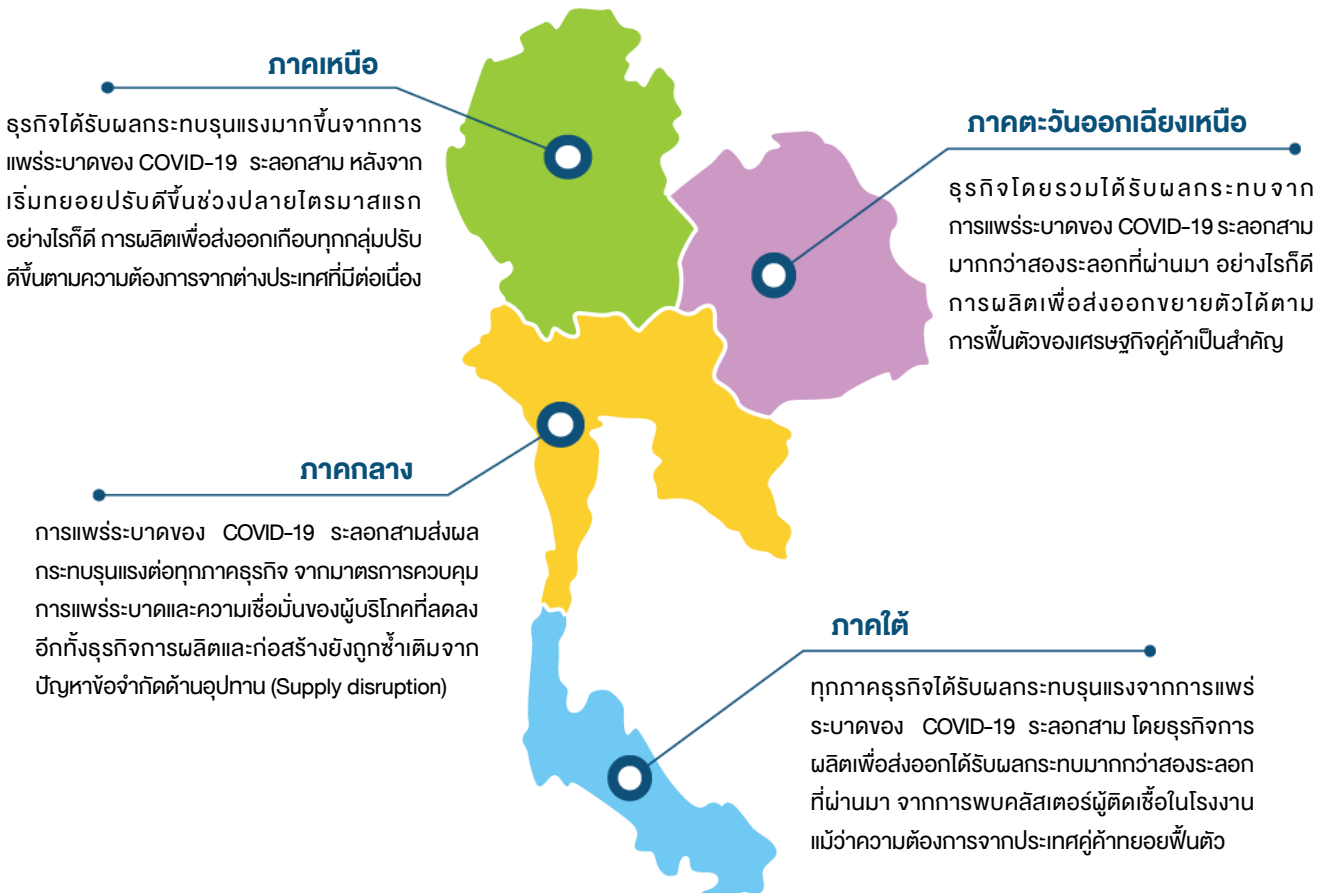 ภาคเหนือ
ธุรกิจได้รับผลกระทบรุนแรงมากขึ้นจากการ
แพร่ระบาดของ COVID-19 ระลอกสาม หลังจาก
เริ่มทยอยปรับดีขึ้นช่วงปลายไตรมาสแรก
อย่างไรก็ดี การผลิตเพื่อส่งออกเกือบทุกกลุ่มปรับ
ดีขึ้นตามความต้องการจากต่างประเทศที่มีต่อเนื่อง
ภาคตะวันออกเฉียงเหนือ
ธุรกิจโดยรวมได้รับผลกระทบจาก
การแพร่ระบาดของ COVID-19 ระลอกสาม
มากกว่าสองระลอกที่ผ่านมา อย่างไรก็ดี
การผลิตเพื่อส่งออกขยายตัวได้ตาม
การฟื้นตัวของเศรษฐกิจคู่ค้าเป็นสำคัญ
ภาคกลาง
การแพร่ระบาดของ COVID-19 ระลอกสามส่งผล
กระทบรุนแรงต่อทุกภาคธุรกิจ จากมาตรการควบคุม
การแพร่ระบาดและความเชื่อมั่นของผู้บริโภคที่ลดลง
อีกทั้งธุรกิจการผลิตและก่อสร้างยังถูกซ้ำเติมจาก
ปัญหาข้อจำกัดด้านอุปทาน (Supply disruption)
ภาคใต้
ทุกภาคธุรกิจได้รับผลกระทบรุนแรงจากการแพร่
ระบาดของ COVID-19 ระลอกสาม โดยธุรกิจการ
ผลิตเพื่อส่งออกได้รับผลกระทบมากกว่าสองระลอก
ที่ผ่านมา จากการพบคลัสเตอร์ผู้ติดเชื้อในโรงงาน
แม้ว่าความต้องการจากประเทศคู่ค้าทยอยฟื้นตัว